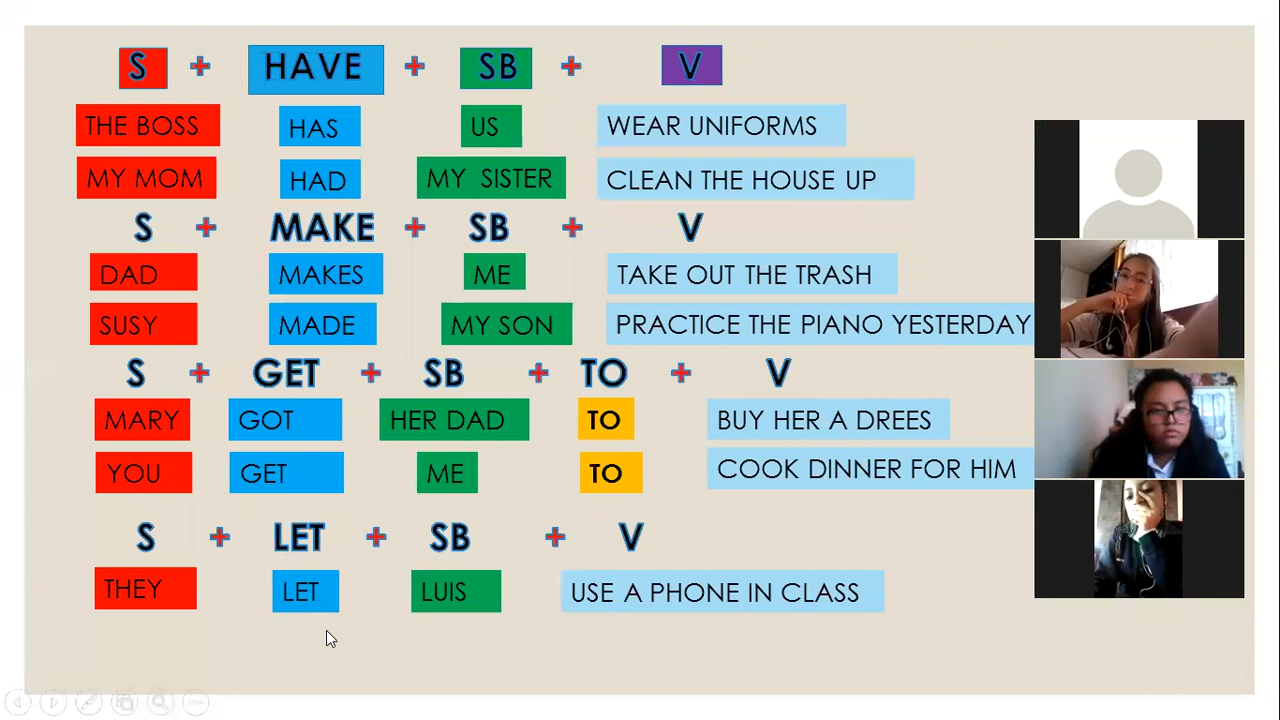 S + HAVE + SB + V
THE BOSS HAS US WEAR UNIFORMS
MY MOM HAD MY SISTER CLEAN THE HOUSE UP
S + MAKE + SB + V
DAD MAKES ME TAKE OUT THE TRASH
SUSY MADE MY SON PRACTICE THE PIANO YESTERDAY
S + GET + SB + TO + V
MARY GOT HER DAD TO BUY HER A DREES
YOU GET ME TO COOK DINNER FOR HIM
S + LET + SB + V
THEY LET LUIS USE A PHONE IN CLASS